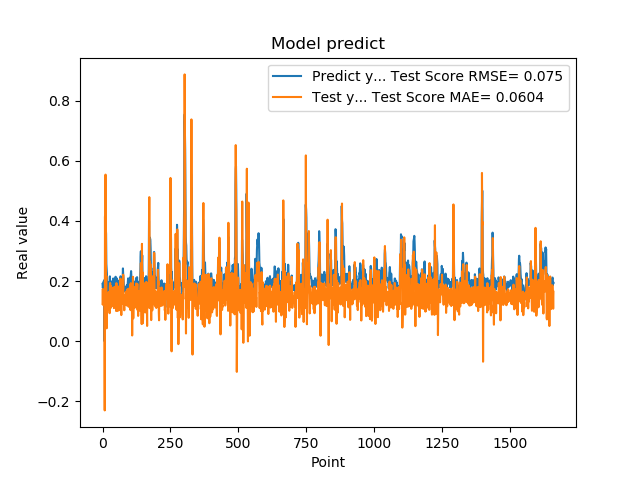 Model predict
Predict y... Test Score RMSE= 0.075
Test y... Test Score MAE= 0.0604
Real value
0.8
0.6
0.4
0.2
0.0
−0.2
0
250
500
750
1000
1250
1500
Point